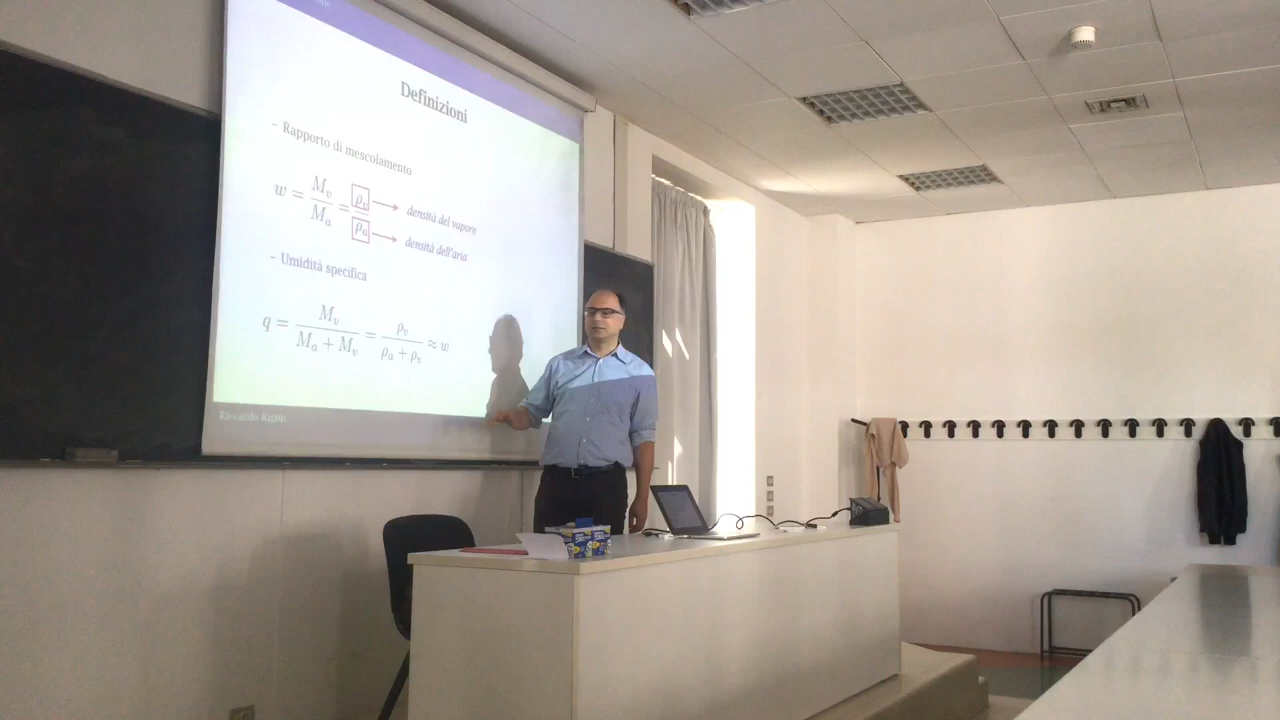 Definizioni
– Rapporto di mescolamento
w = M_v / M_a = ρ_v / ρ_a
densità del vapore
densità dell'aria
– Umidità specifica
q = M_v / (M_a + M_v) = ρ_v / (ρ_a + ρ_v) ≈ w
Riccardo Rigon